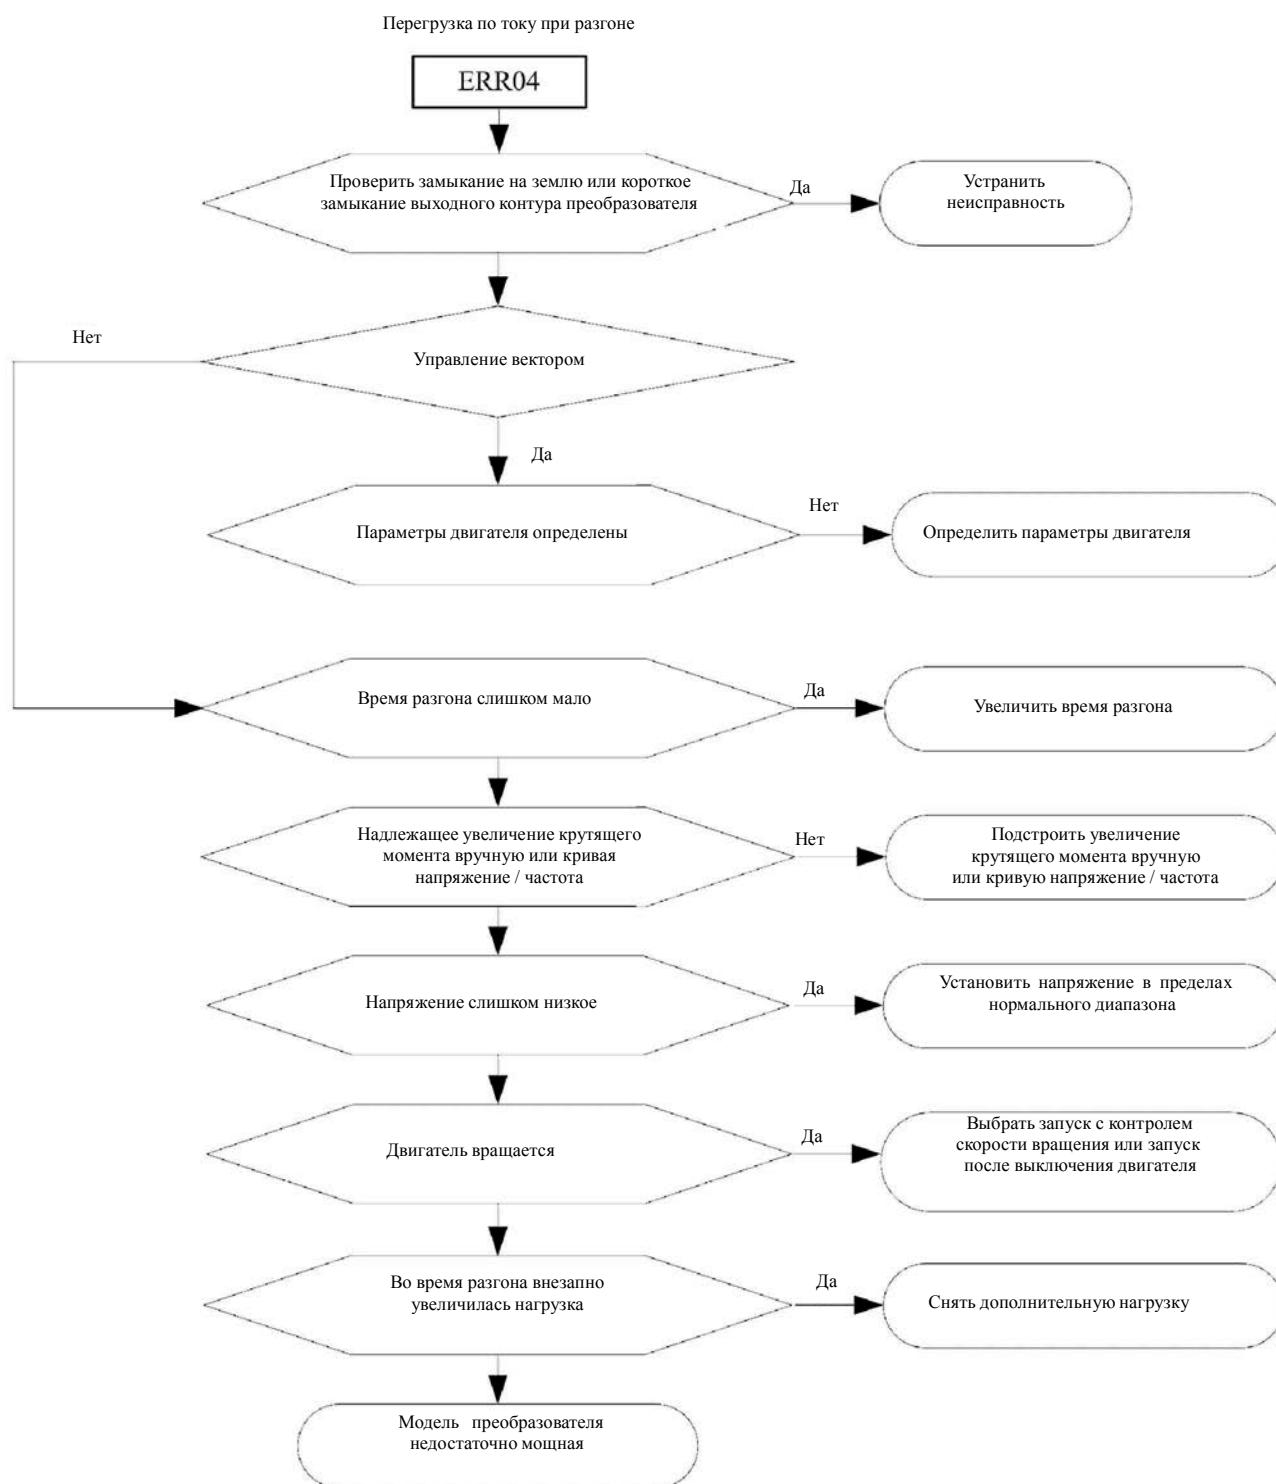 Перегрузка по току при разгоне
ERR04
Проверить замыкание на землю или короткое
замыкание выходного контура преобразователя
Да
Устранить
неисправность
Нет
Управление вектором
Да
Параметры двигателя определены
Нет
Определить параметры двигателя
Время разгона слишком мало
Да
Увеличить время разгона
Надлежащее увеличение крутящего
момента вручную или кривая
напряжение / частота
Нет
Подстроить увеличение
крутящего момента вручную
или кривую напряжение / частота
Напряжение слишком низкое
Да
Установить напряжение в пределах
нормального диапазона
Двигатель вращается
Да
Выбрать запуск с контролем
скорости вращения или запуск
после выключения двигателя
Во время разгона внезапно
увеличилась нагрузка
Да
Снять дополнительную нагрузку
Модель преобразователя
недостаточно мощная